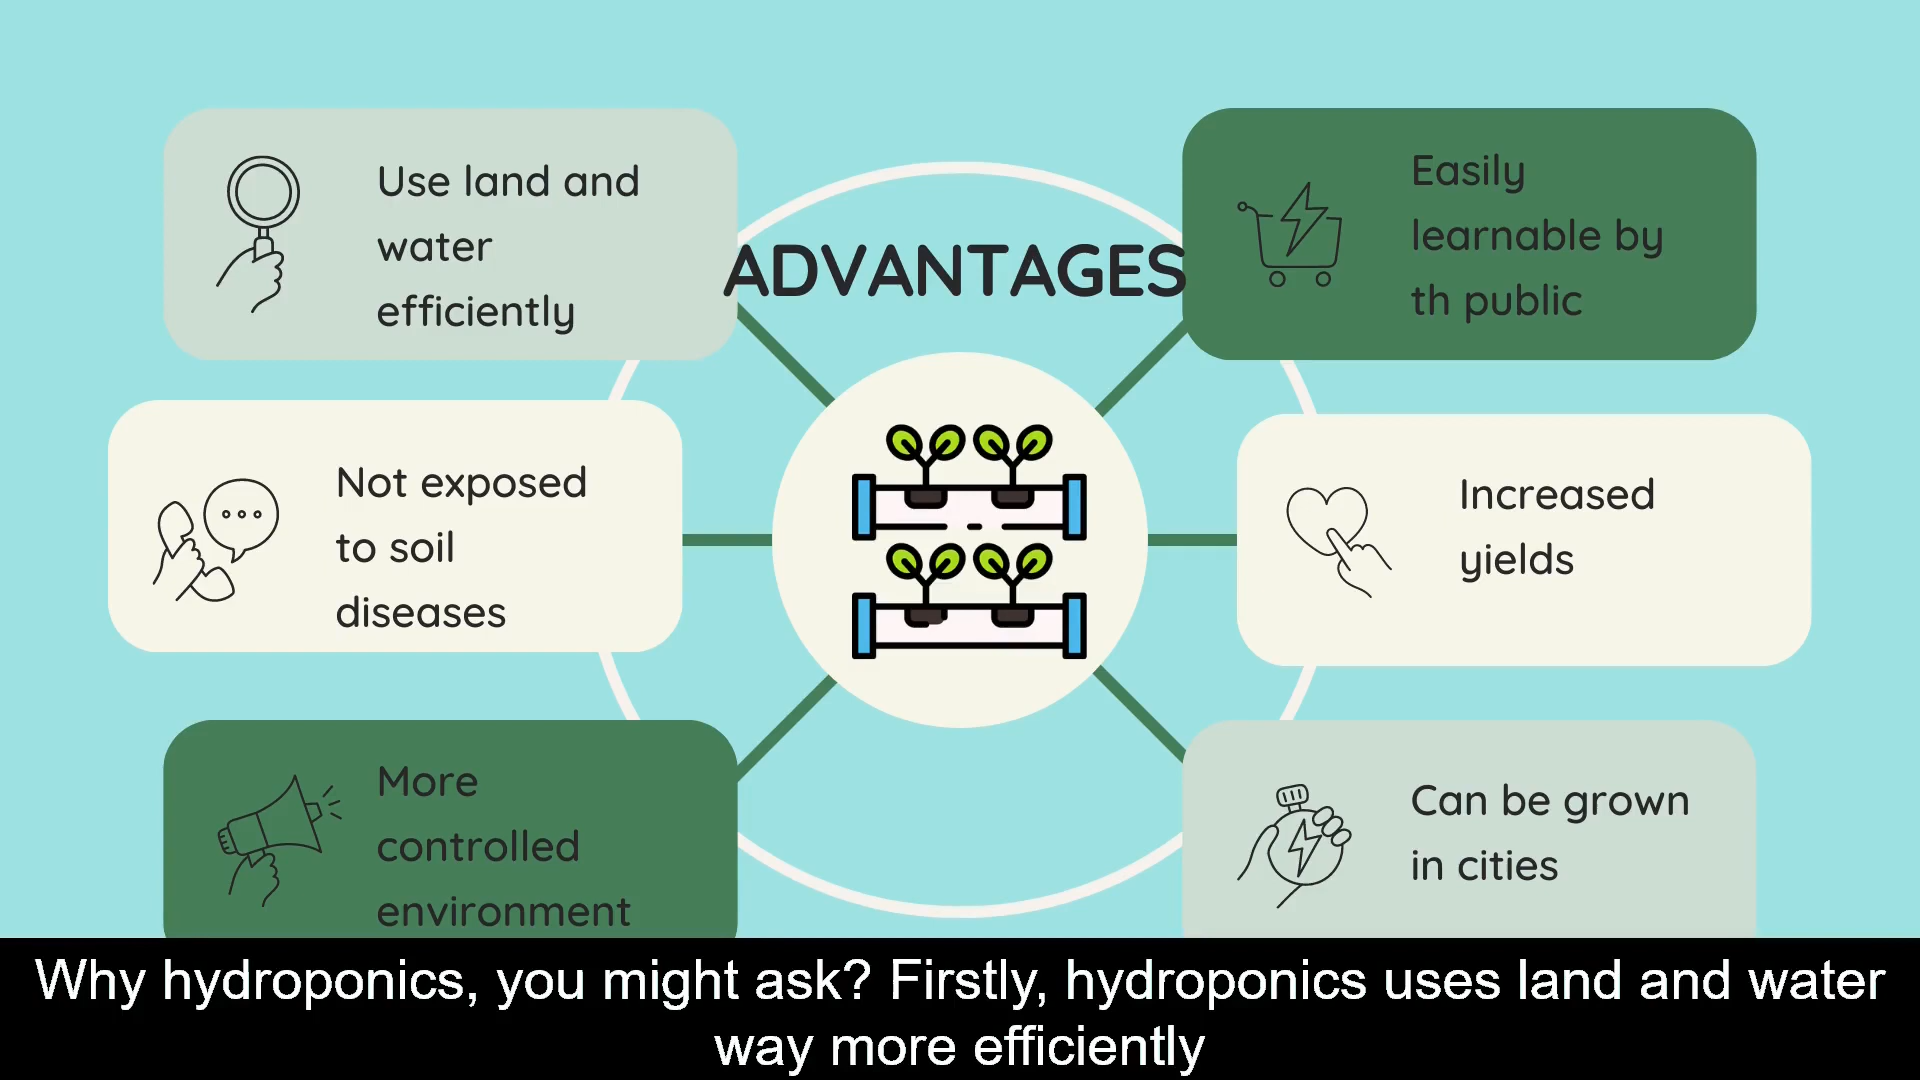 ADVANTAGES
Use land and
water
efficiently
Not exposed
to soil
diseases
More
controlled
environment
Easily
learnable by
th public
Increased
yields
Can be grown
in cities
Why hydroponics, you might ask? Firstly, hydroponics uses land and water
way more efficiently